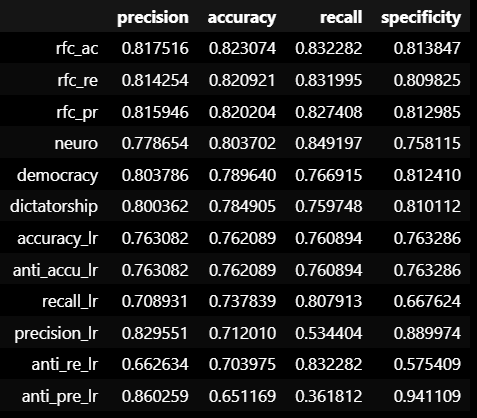 precision accuracy recall specificity
rfc_ac 0.817516 0.823074 0.832282 0.813847
rfc_re 0.814254 0.820921 0.831995 0.809825
rfc_pr 0.815946 0.820204 0.827408 0.812985
neuro 0.778654 0.803702 0.849197 0.758115
democracy 0.803786 0.789640 0.766915 0.812410
dictatorship 0.800362 0.784905 0.759748 0.810112
accuracy_lr 0.763082 0.762089 0.760894 0.763286
anti_accu_lr 0.763082 0.762089 0.760894 0.763286
recall_lr 0.708931 0.737839 0.807913 0.667624
precision_lr 0.829551 0.712010 0.534404 0.889974
anti_re_lr 0.662634 0.703975 0.832282 0.575409
anti_pre_lr 0.860259 0.651169 0.361812 0.941109